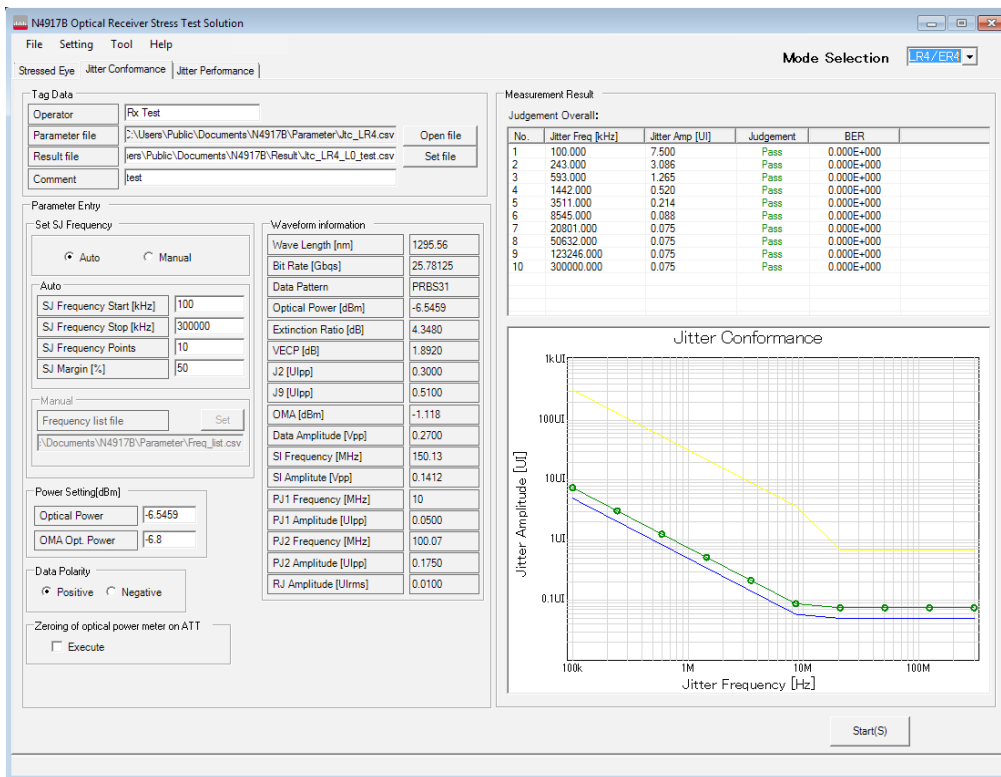 N4917B Optical Receiver Stress Test Solution
File Setting Tool Help
Mode Selection LR4/ER4
Stressed Eye Jitter Conformance Jitter Performance
Tag Data
Operator Rx Test
Parameter file C:\Users\Public\Documents\N4917B\Parameter\Jtc_LR4.csv Open file
Result file ers\Public\Documents\N4917B\Result\Jtc_LR4_L0_test.csv Set file
Comment test
Parameter Entry
Set SJ Frequency
Auto Manual
Auto
SJ Frequency Start [kHz] 100
SJ Frequency Stop [kHz] 300000
SJ Frequency Points 10
SJ Margin [%] 50
Manual
Frequency list file Set
:\Documents\N4917B\Parameter\Freq_list.csv
Power Setting[dBm]
Optical Power -6.5459
OMA Opt. Power -6.8
Data Polarity
Positive Negative
Zeroing of optical power meter on ATT
Execute
Waveform information
Wave Length [nm] 1295.56
Bit Rate [Gbqs] 25.78125
Data Pattern PRBS31
Optical Power [dBm] -6.5459
Extinction Ratio [dB] 4.3480
VECP [dB] 1.8920
J2 [UIpp] 0.3000
J9 [UIpp] 0.5100
OMA [dBm] -1.118
Data Amplitude [Vpp] 0.2700
SI Frequency [MHz] 150.13
SI Amplitute [Vpp] 0.1412
PJ1 Frequency [MHz] 10
PJ1 Amplitude [UIpp] 0.0500
PJ2 Frequency [MHz] 100.07
PJ2 Amplitude [UIpp] 0.1750
RJ Amplitude [UIrms] 0.0100
Measurement Result
Judgement Overall:
No. Jitter Freq [kHz] Jitter Amp [UI] Judgement BER
1 100.000 7.500 Pass 0.000E+000
2 243.000 3.086 Pass 0.000E+000
3 593.000 1.265 Pass 0.000E+000
4 1442.000 0.520 Pass 0.000E+000
5 3511.000 0.214 Pass 0.000E+000
6 8545.000 0.088 Pass 0.000E+000
7 20801.000 0.075 Pass 0.000E+000
8 50632.000 0.075 Pass 0.000E+000
9 123246.000 0.075 Pass 0.000E+000
10 300000.000 0.075 Pass 0.000E+000
Jitter Conformance
Jitter Amplitude [UI]
1kUI
100UI
10UI
1UI
0.1UI
100k 1M 10M 100M
Jitter Frequency [Hz]
Start(S)